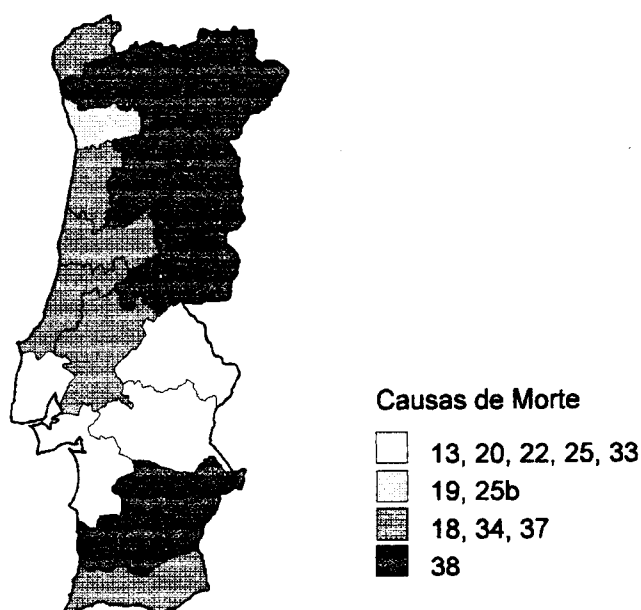 Causas de Morte
13, 20, 22, 25, 33
19, 25b
18, 34, 37
38